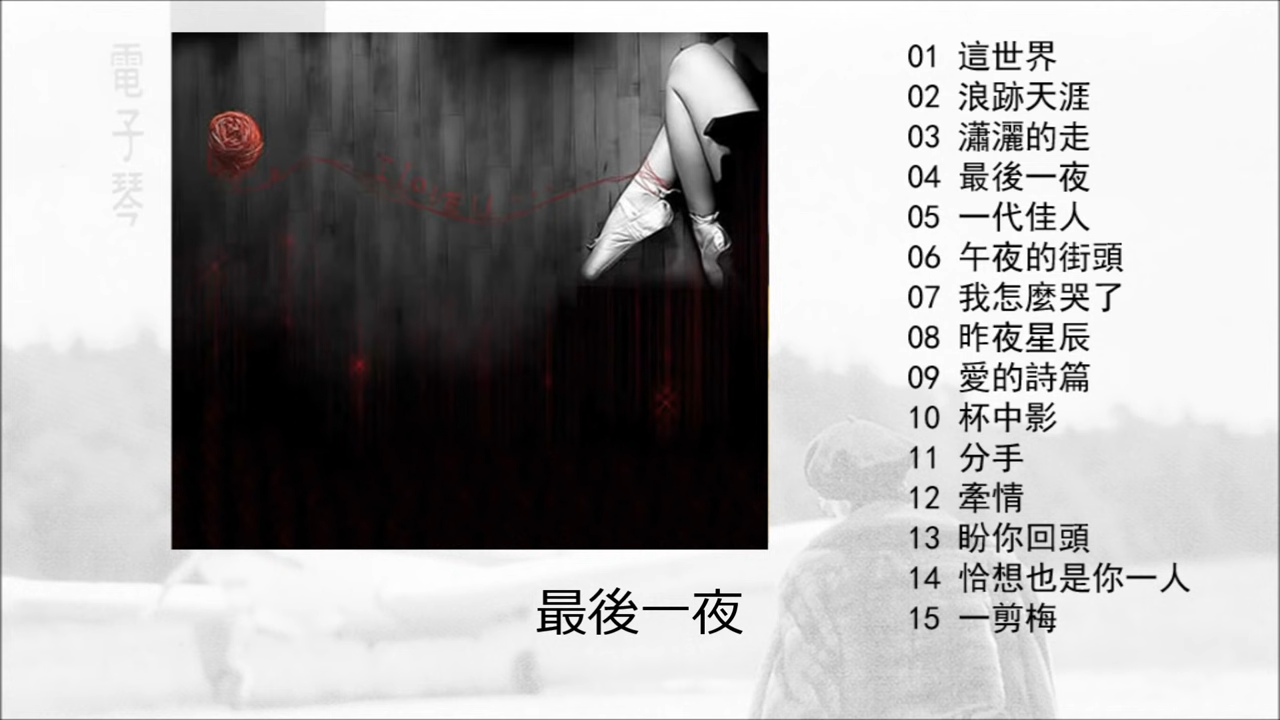 電子琴
01 這世界
02 浪跡天涯
03 瀟灑的走
04 最後一夜
05 一代佳人
06 午夜的街頭
07 我怎麼哭了
08 昨夜星辰
09 愛的詩篇
10 杯中影
11 分手
12 牽情
13 盼你回頭
14 恰想也是你一人
15 一剪梅
最後一夜